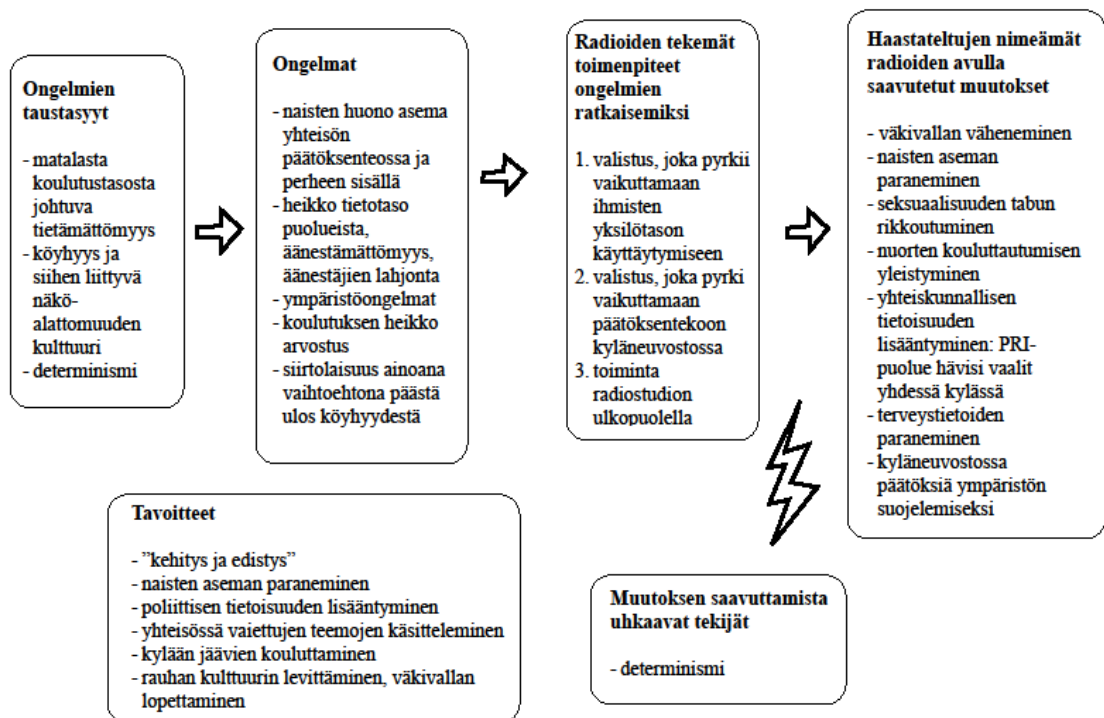 Ongelmien
taustasyyt
- matalasta
koulutustasosta
johtuva
tietämättömyys
- köyhyys ja
siihen liittyvä
näkö-
alattomuuden
kulttuuri
- determinismi
Ongelmat
- naisten huono asema
yhteisön
päätöksenteossa ja
perheen sisällä
- heikko tietotaso
puolueista,
äänestämättömyys,
äänestäjien lahjonta
- ympäristöongelmat
- koulutuksen heikko
arvostus
- siirtolaisuus ainoana
vaihtoehtona päästä
ulos köyhyydestä
Radioiden tekemät
toimenpiteet
ongelmien
ratkaisemiksi
1. valistus, joka pyrkii
vaikuttamaan
ihmisten
yksilötason
käyttäytymiseen
2. valistus, joka pyrki
vaikuttamaan
päätöksentekoon
kyläneuvostossa
3. toiminta
radiostudion
ulkopuolella
Haastateltujen nimeämät
radioiden avulla
saavutetut muutokset
- väkivallan väheneminen
- naisten aseman
paraneminen
- seksuaalisuuden tabun
rikkoutuminen
- nuorten kouluttautumisen
yleistyminen
- yhteiskunnallisen
tietoisuuden
lisääntyminen: PRI-
puolue hävisi vaalit
yhdessä kylässä
- terveystietoiden
paraneminen
- kyläneuvostossa
päätöksiä ympäristön
suojelemiseksi
Tavoitteet
- ”kehitys ja edistys”
- naisten aseman paraneminen
- poliittisen tietoisuuden lisääntyminen
- yhteisössä vaiettujen teemojen käsitteleminen
- kylään jäävien kouluttaminen
- rauhan kulttuurin levittäminen, väkivallan
lopettaminen
Muutoksen saavuttamista
uhkaavat tekijät
- determinismi